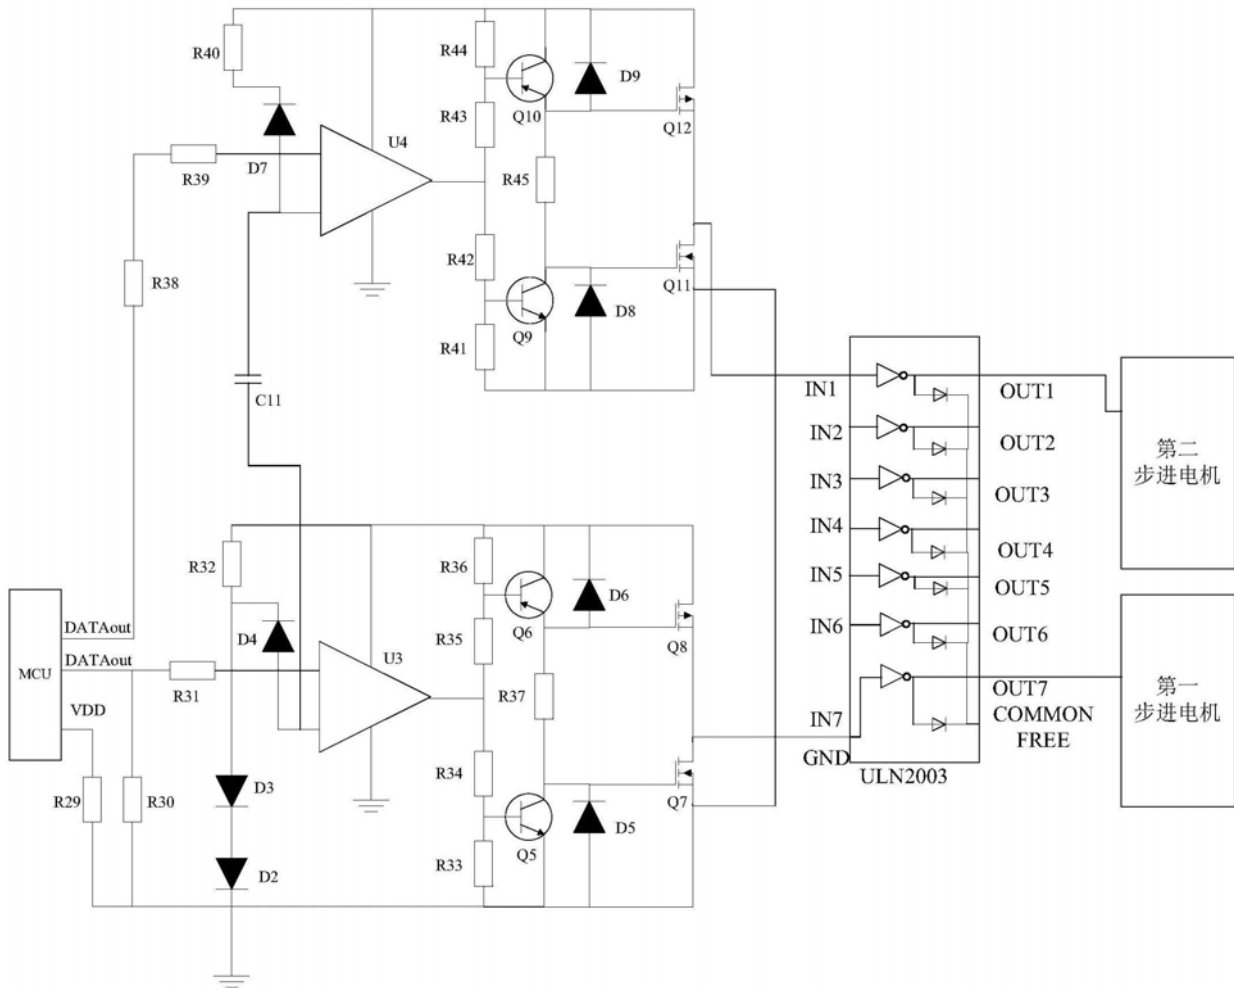 R40
R44
D9
Q10
Q12
R43
U4
D7
R39
R45
R42
Q11
R38
D8
Q9
R41
C11
IN1
OUT1
IN2
OUT2
IN3
OUT3
IN4
OUT4
IN5
OUT5
IN6
OUT6
IN7
OUT7
COMMON
FREE
GND
ULN2003
第二
步进电机
第一
步进电机
R32
R36
D6
Q6
Q8
DATAout
D4
R35
U3
DATAout
MCU
R31
R37
VDD
R34
Q7
R29
R30
D3
D5
Q5
R33
D2